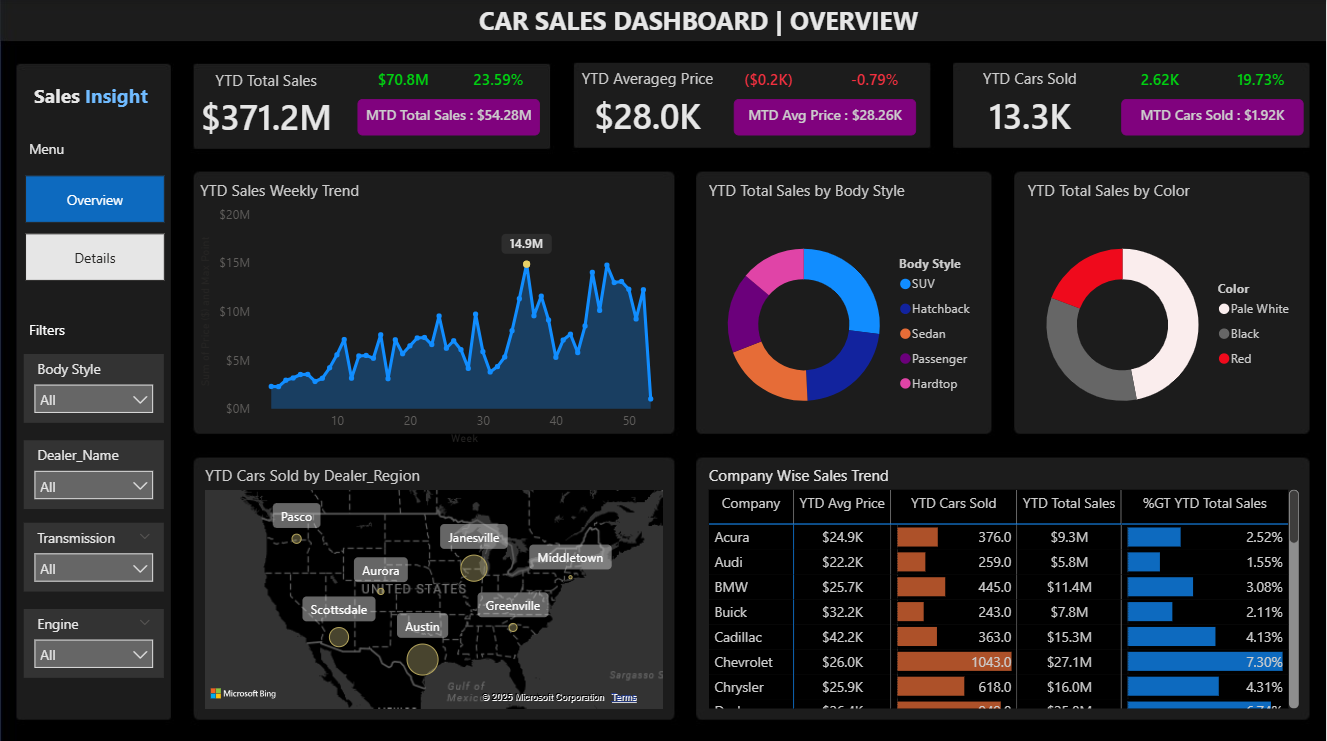 CAR SALES DASHBOARD | OVERVIEW
Sales Insight
Menu
Overview
Details
Filters
Body Style
All
Dealer_Name
All
Transmission
All
Engine
All
YTD Total Sales
$70.8M
23.59%
$371.2M
MTD Total Sales : $54.28M
YTD Averageg Price
($0.2K)
-0.79%
$28.0K
MTD Avg Price : $28.26K
YTD Cars Sold
2.62K
19.73%
13.3K
MTD Cars Sold : $1.92K
YTD Sales Weekly Trend
$20M
$15M
$10M
$5M
$0M
14.9M
10 20 30 40 50
Week
YTD Total Sales by Body Style
Body Style
SUV
Hatchback
Sedan
Passenger
Hardtop
YTD Total Sales by Color
Color
Pale White
Black
Red
YTD Cars Sold by Dealer_Region
Pasco
Janesville
Middletown
Aurora
UNITED STATES
Scottsdale
Greenville
Austin
Gulf of
Mexico
Sargasso S
MEXICO
Microsoft Bing
© 2025 Microsoft Corporation Terms
Company Wise Sales Trend
Company YTD Avg Price YTD Cars Sold YTD Total Sales %GT YTD Total Sales
Acura $24.9K 376.0 $9.3M 2.52%
Audi $22.2K 259.0 $5.8M 1.55%
BMW $25.7K 445.0 $11.4M 3.08%
Buick $32.2K 243.0 $7.8M 2.11%
Cadillac $42.2K 363.0 $15.3M 4.13%
Chevrolet $26.0K 1043.0 $27.1M 7.30%
Chrysler $25.9K 618.0 $16.0M 4.31%